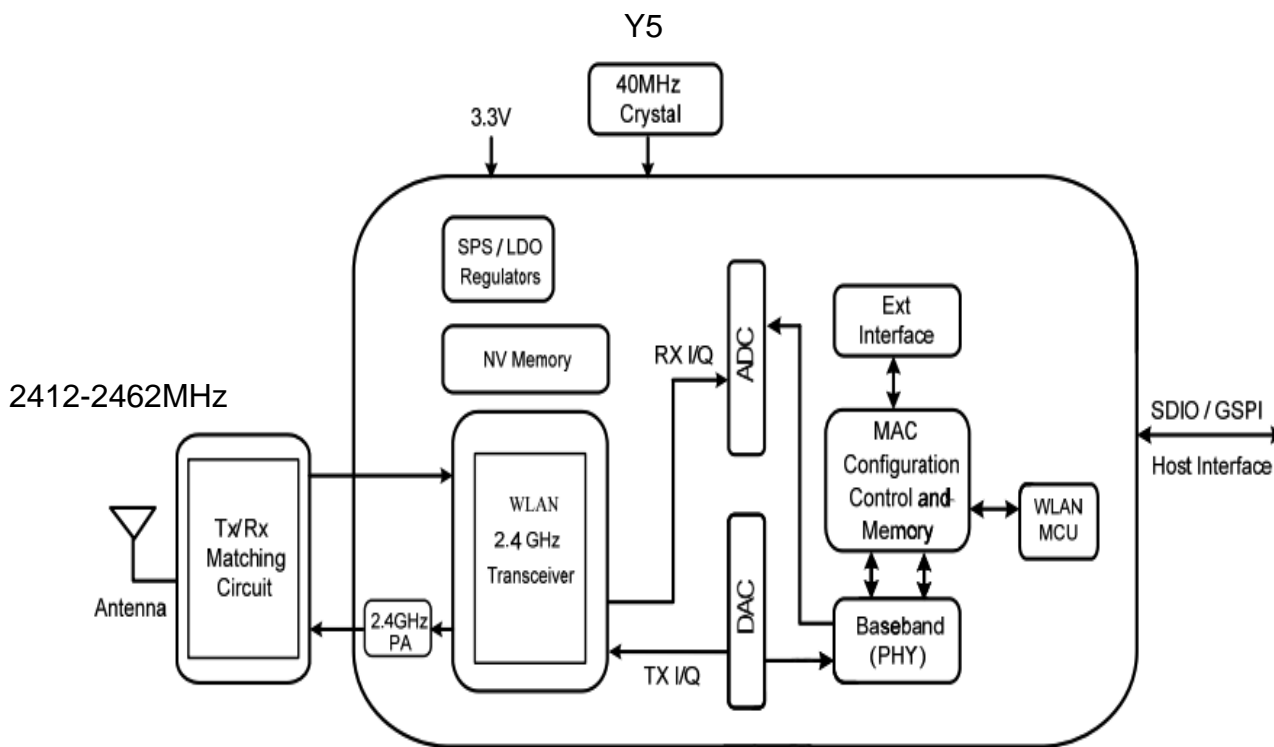 Y5
40MHz
Crystal
3.3V
SPS / LDO
Regulators
NV Memory
2412-2462MHz
Tx/Rx
Matching
Circuit
Antenna
2.4GHz
PA
WLAN
2.4 GHz
Transceiver
RX I/Q
ADC
TX I/Q
DAC
Ext
Interface
MAC
Configuration
Control and
Memory
WLAN
MCU
Baseband
(PHY)
SDIO / GSPI
Host Interface